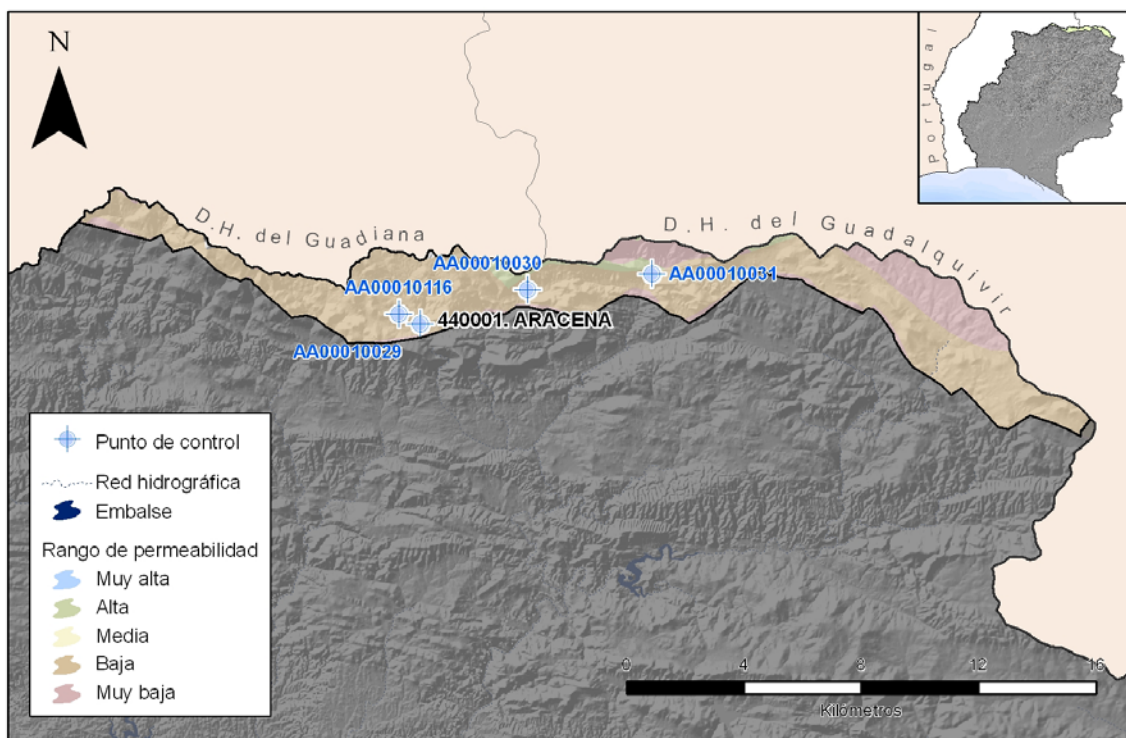 N
Portugal
D.H. del Guadiana
D.H. del Guadalquivir
AA00010030
AA00010031
AA00010116
440001. ARACENA
AA00010029
Punto de control
Red hidrográfica
Embalse
Rango de permeabilidad
Muy alta
Alta
Media
Baja
Muy baja
0 4 8 12 16
Kilómetros